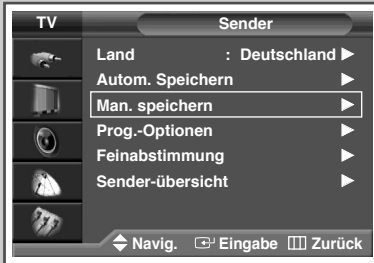 TV Sender
Land : Deutschland ▶
Autom. Speichern ▶
Man. speichern ▶
Prog.-Optionen ▶
Feinabstimmung ▶
Sender-übersicht ▶
Navig. Eingabe Zurück